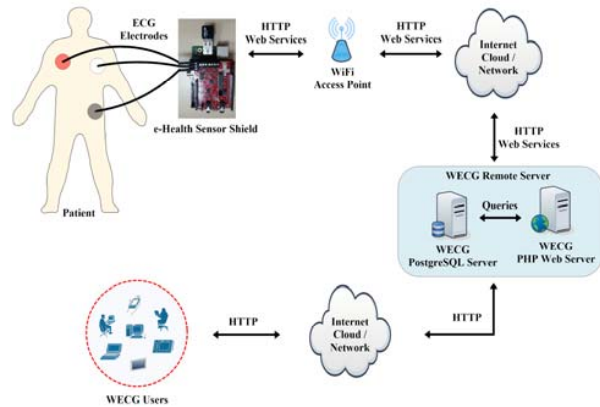 ECG
Electrodes
HTTP
Web Services
WiFi
Access Point
HTTP
Web Services
Internet
Cloud /
Network
e-Health Sensor Shield
Patient
HTTP
Web Services
WECG Remote Server
Queries
WECG
PostgreSQL Server
WECG
PHP Web Server
HTTP
Internet
Cloud /
Network
HTTP
WECG Users